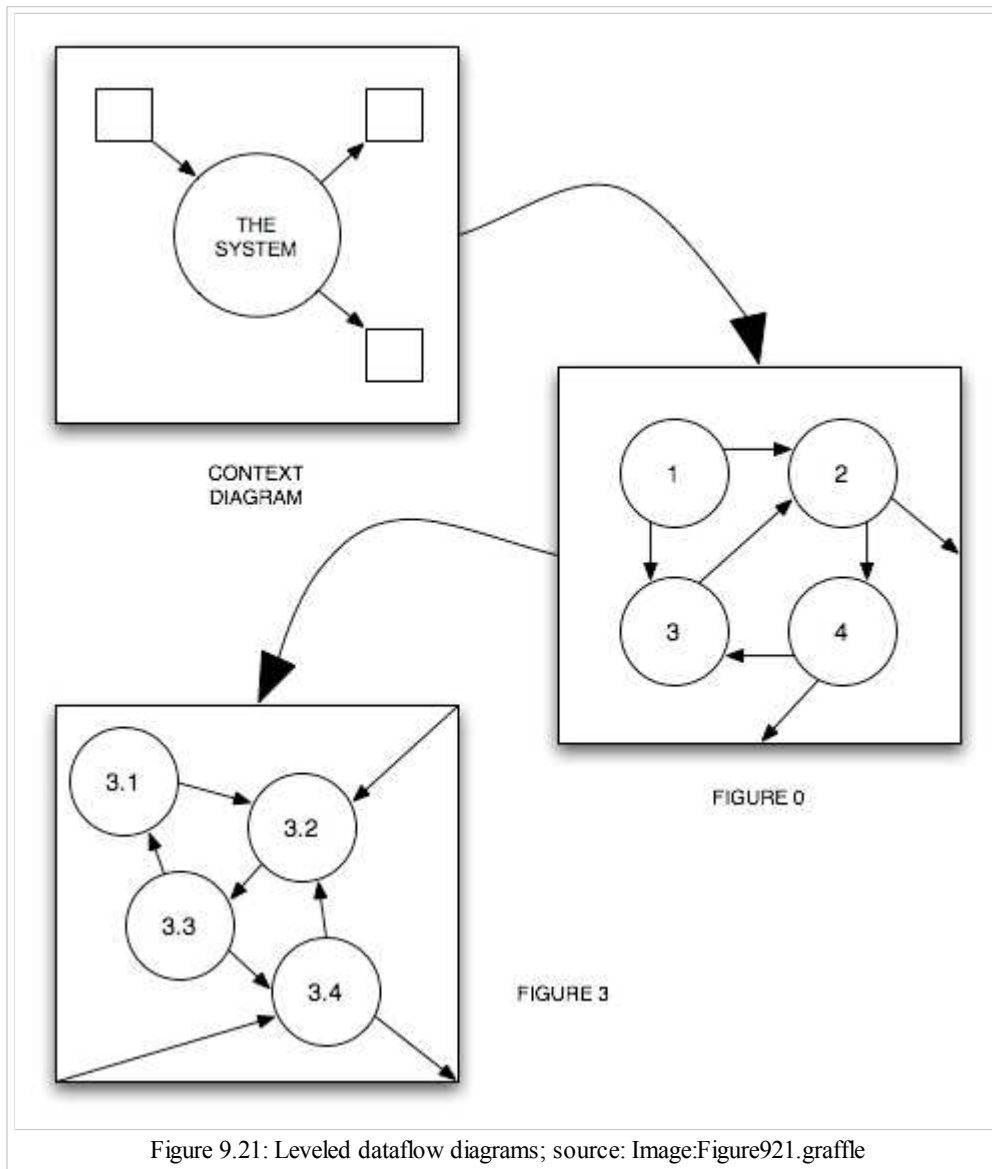 THE
SYSTEM
CONTEXT
DIAGRAM
1
2
3
4
FIGURE 0
3.1
3.2
3.3
3.4
FIGURE 3
Figure 9.21: Leveled dataflow diagrams; source: Image:Figure921.graffle